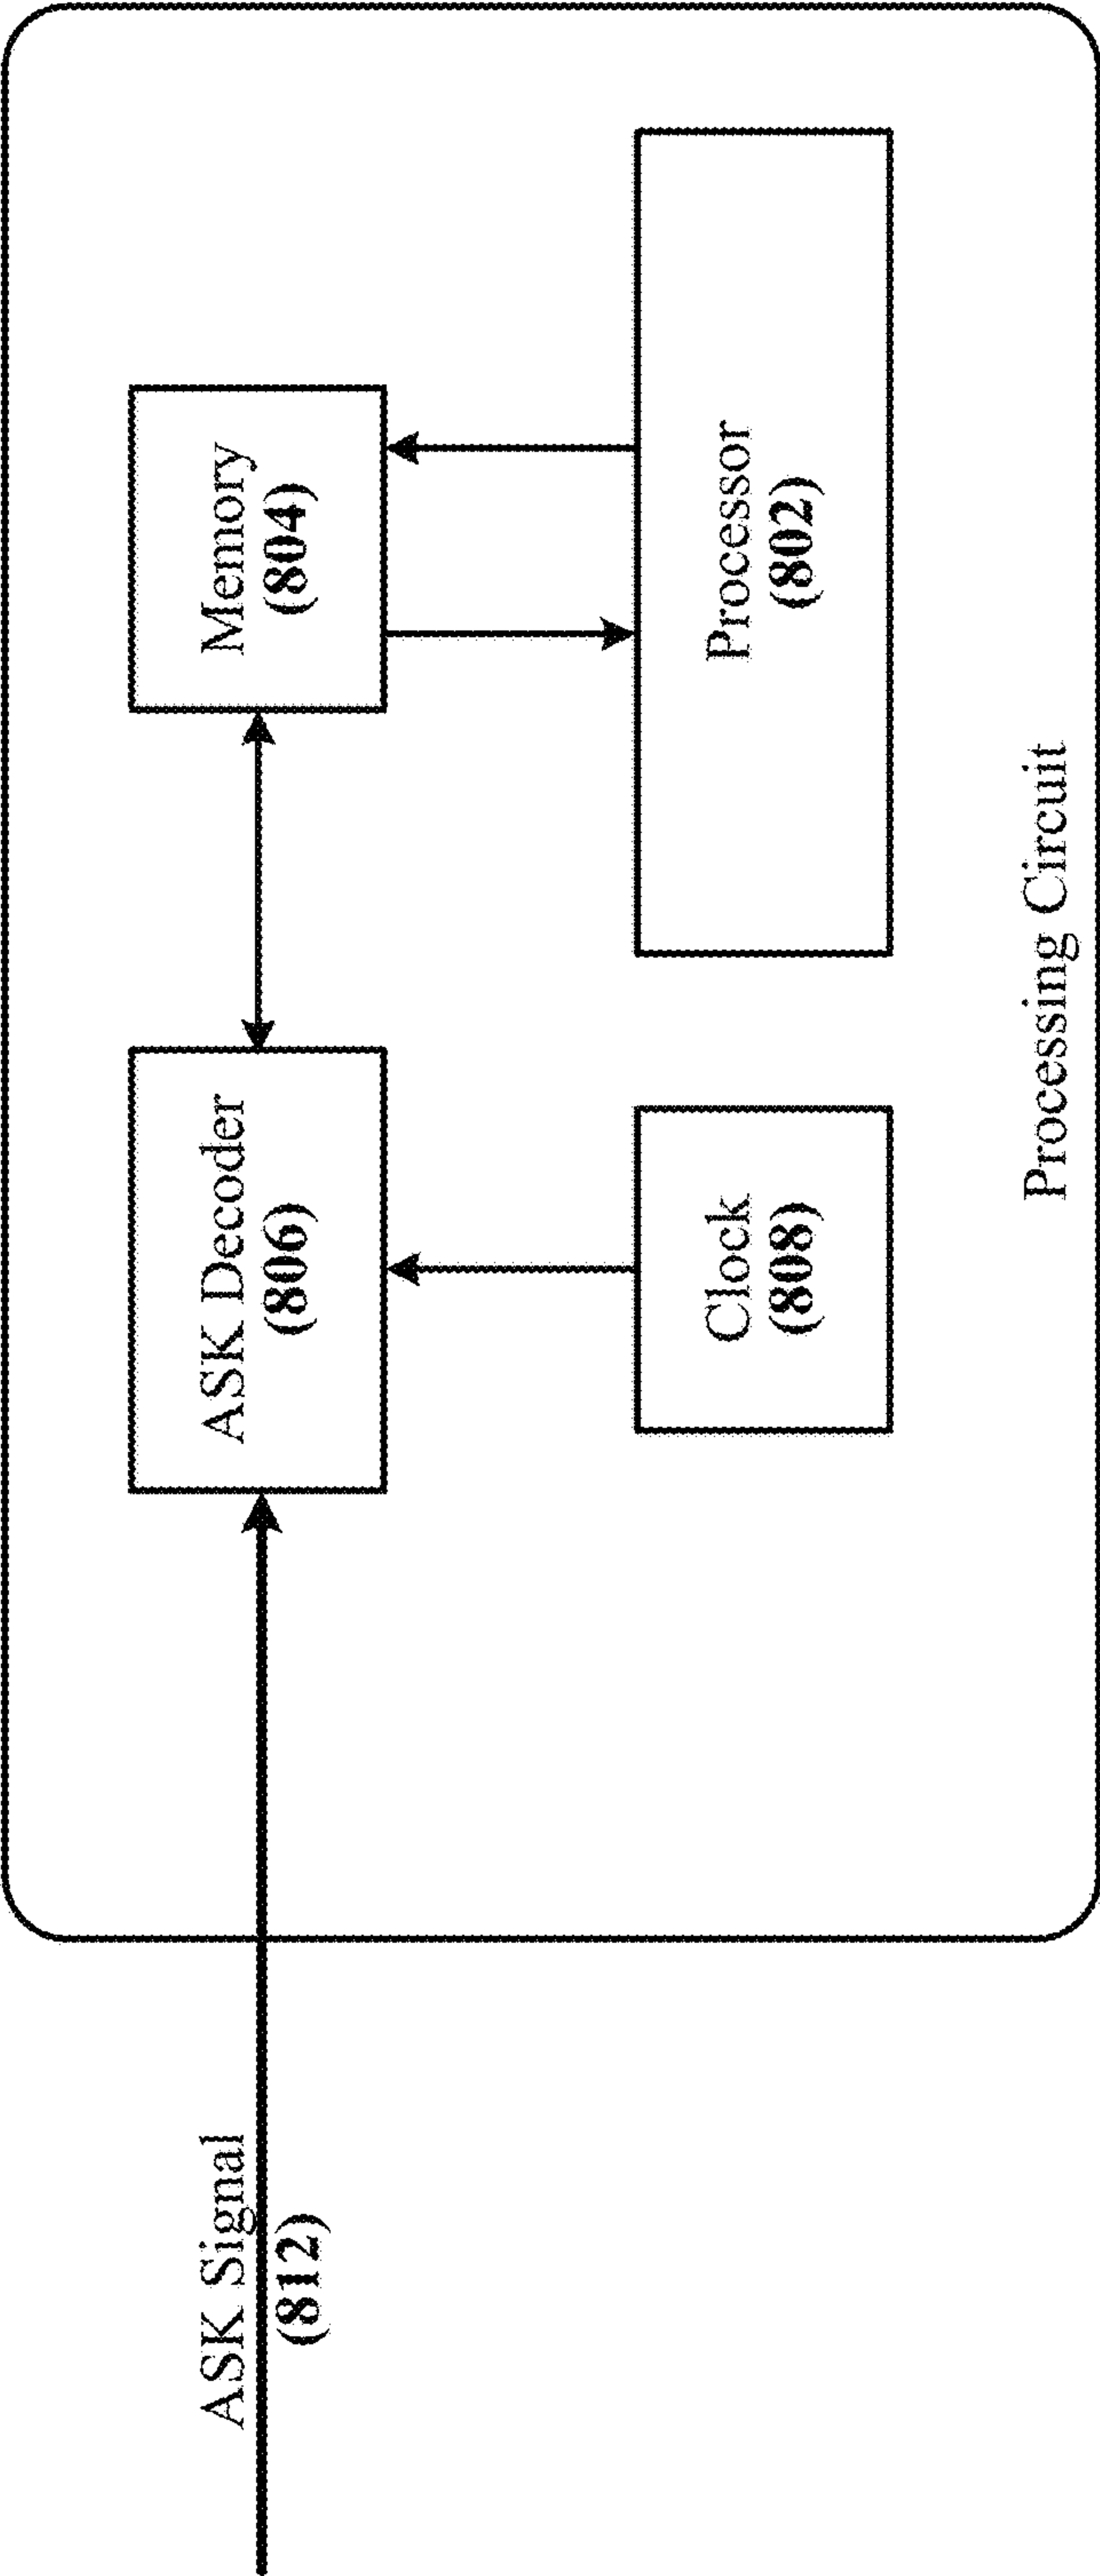 ASK Signal
(812)
ASK Decoder
(806)
Memory
(804)
Clock
(808)
Processor
(802)
Processing Circuit